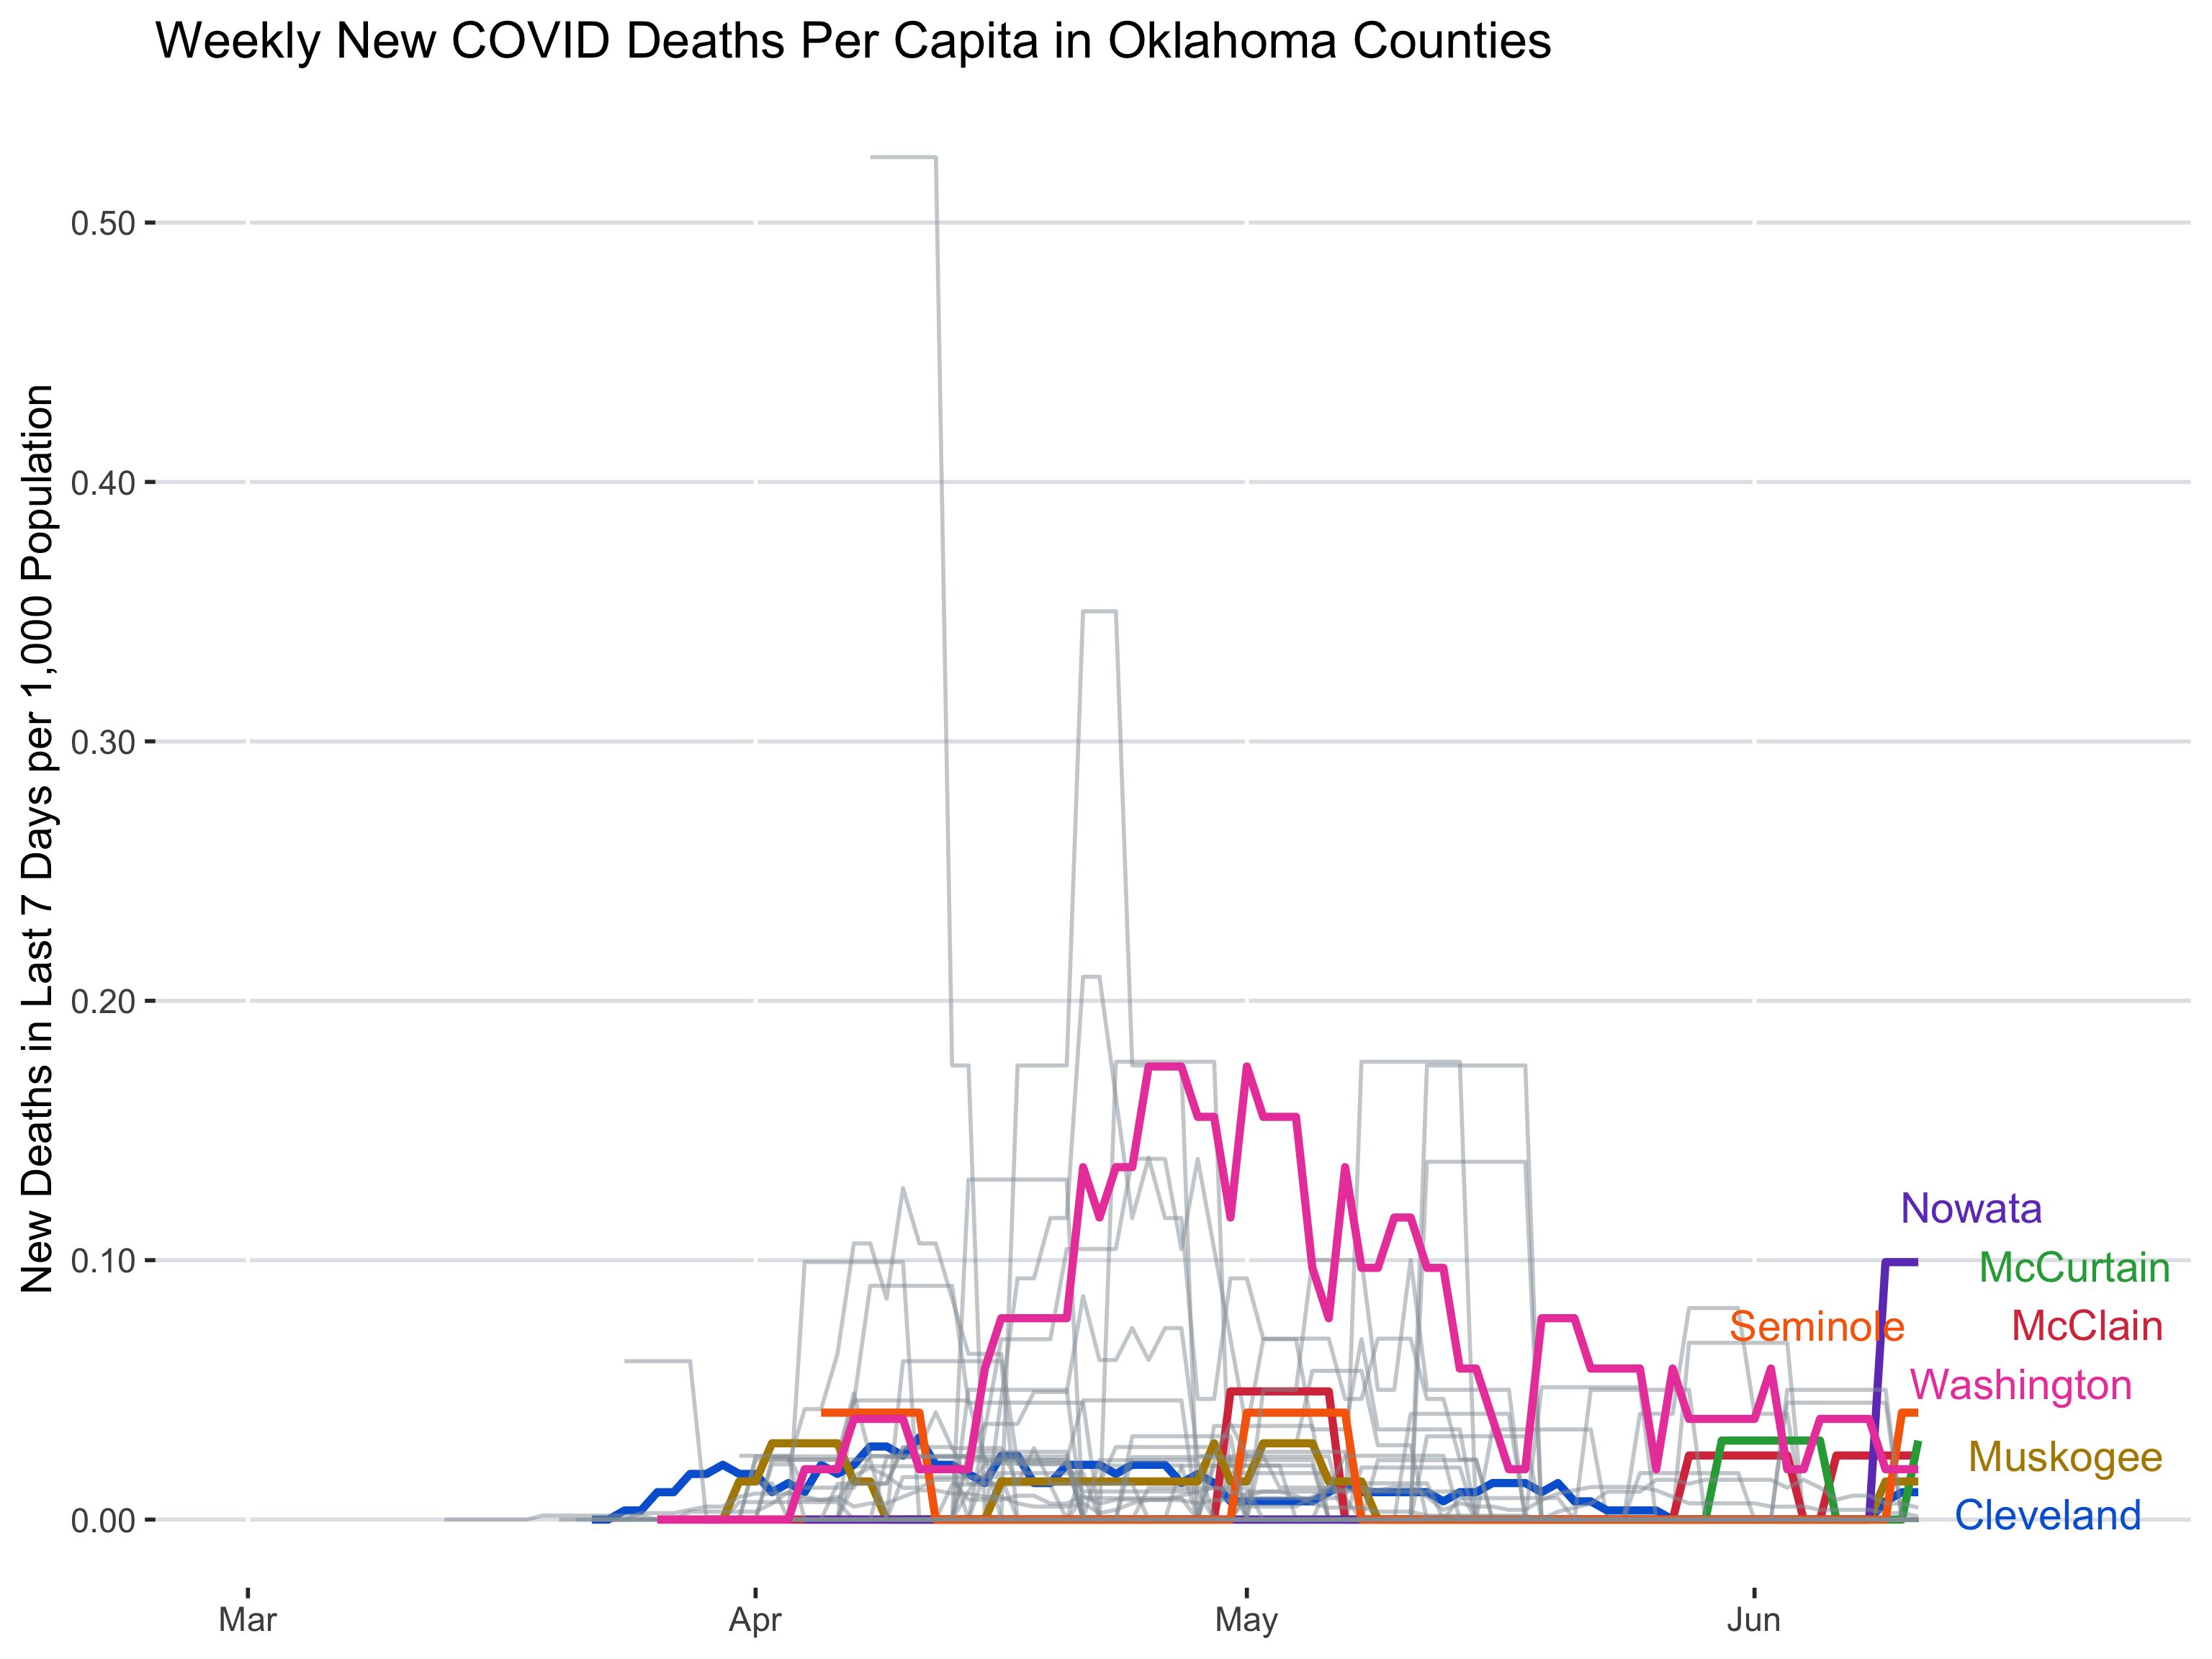 Weekly New COVID Deaths Per Capita in Oklahoma Counties
New Deaths in Last 7 Days per 1,000 Population
0.50
0.40
0.30
0.20
0.10
0.00
Nowata
McCurtain
Seminole
McClain
Washington
Muskogee
Cleveland
Mar
Apr
May
Jun